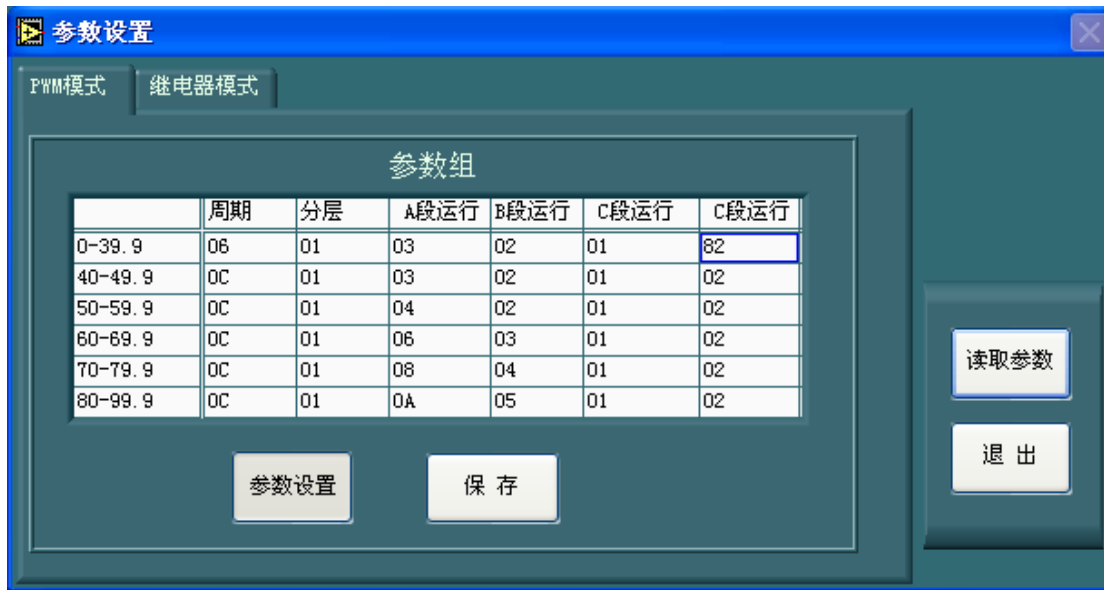 参数设置
PWM模式 继电器模式
参数组
周期 分层 A段运行 B段运行 C段运行 C段运行
0-39.9 06 01 03 02 01 82
40-49.9 0C 01 03 02 01 02
50-59.9 0C 01 04 02 01 02
60-69.9 0C 01 06 03 01 02
70-79.9 0C 01 08 04 01 02
80-99.9 0C 01 0A 05 01 02
参数设置 保存
读取参数
退出